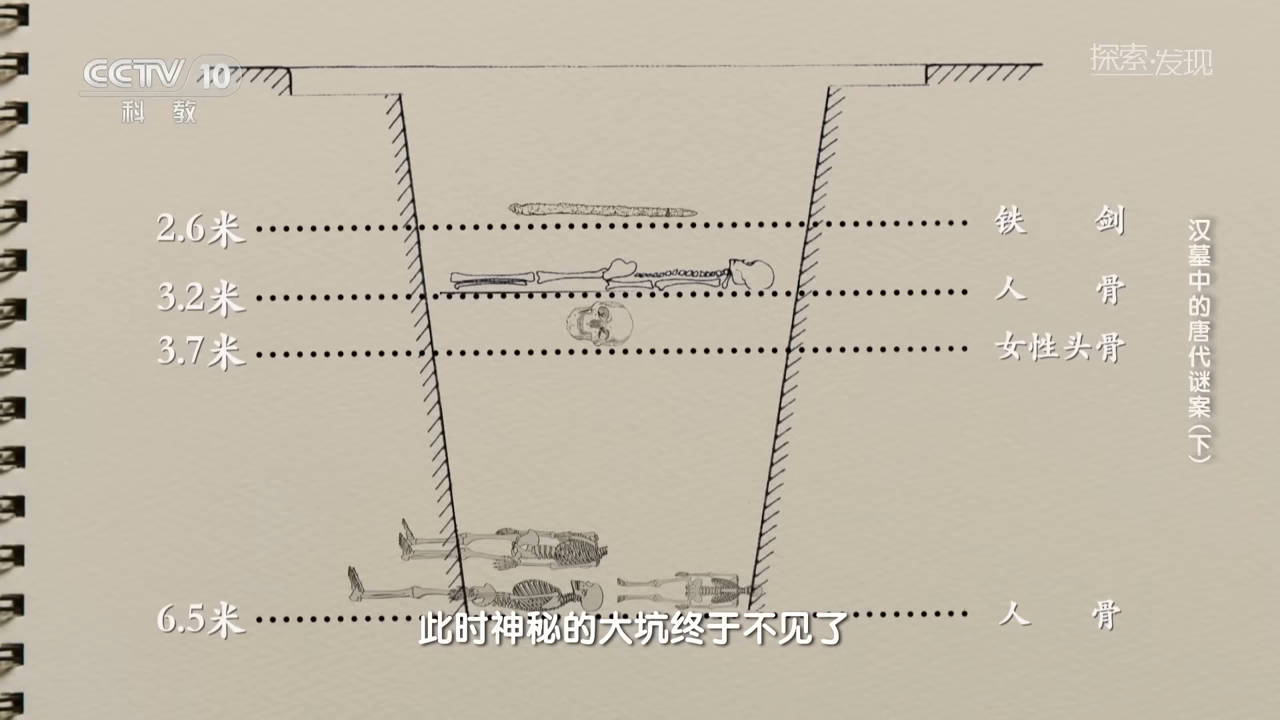 CCTV 10
科 教
探索·发现
2.6米
铁 剑
3.2米
人 骨
3.7米
女性头骨
6.5米
人 骨
汉墓中的唐代谜案(下)
此时神秘的大坑终于不见了